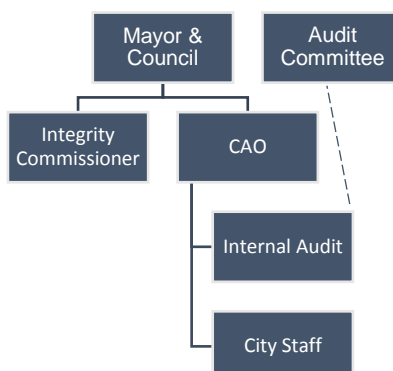 Mayor &
Council
Audit
Committee
Integrity
Commissioner
CAO
Internal Audit
City Staff